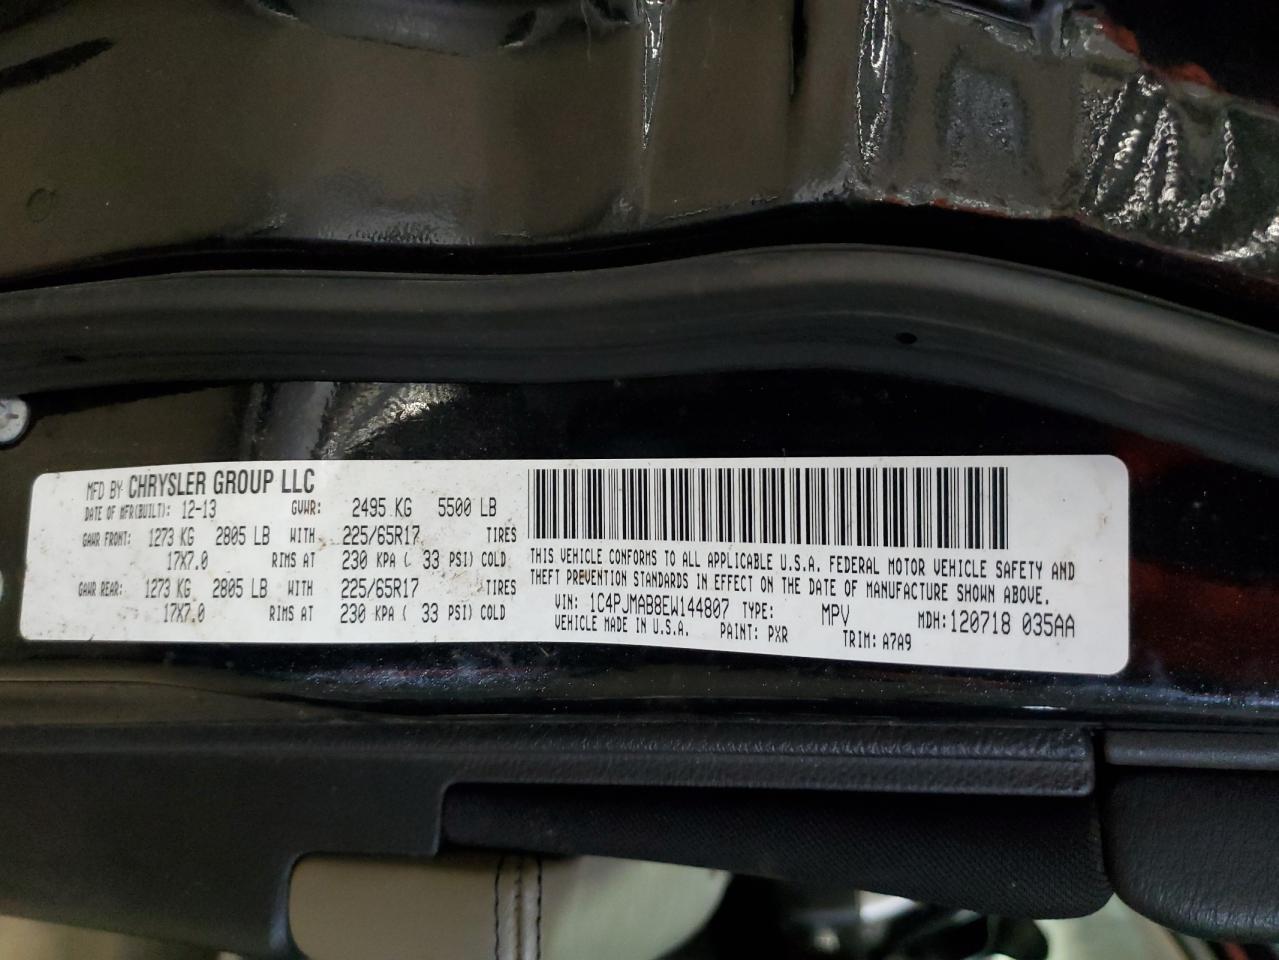 MFD BY CHRYSLER GROUP LLC
DATE OF MFR(BUILT): 12-13 GVWR: 2495 KG 5500 LB
GAWR FRONT: 1273 KG 2805 LB WITH 225/65R17 TIRES
17X7.0 RIMS AT 230 KPA ( 33 PSI) COLD
GAWR REAR: 1273 KG 2805 LB WITH 225/65R17 TIRES
17X7.0 RIMS AT 230 KPA ( 33 PSI) COLD
THIS VEHICLE CONFORMS TO ALL APPLICABLE U.S.A. FEDERAL MOTOR VEHICLE SAFETY AND
THEFT PREVENTION STANDARDS IN EFFECT ON THE DATE OF MANUFACTURE SHOWN ABOVE.
VIN: 1C4PJMAB8EW144807 TYPE: MPV MDH: 120718 035AA
VEHICLE MADE IN U.S.A. PAINT: PXR TRIM: A7A9